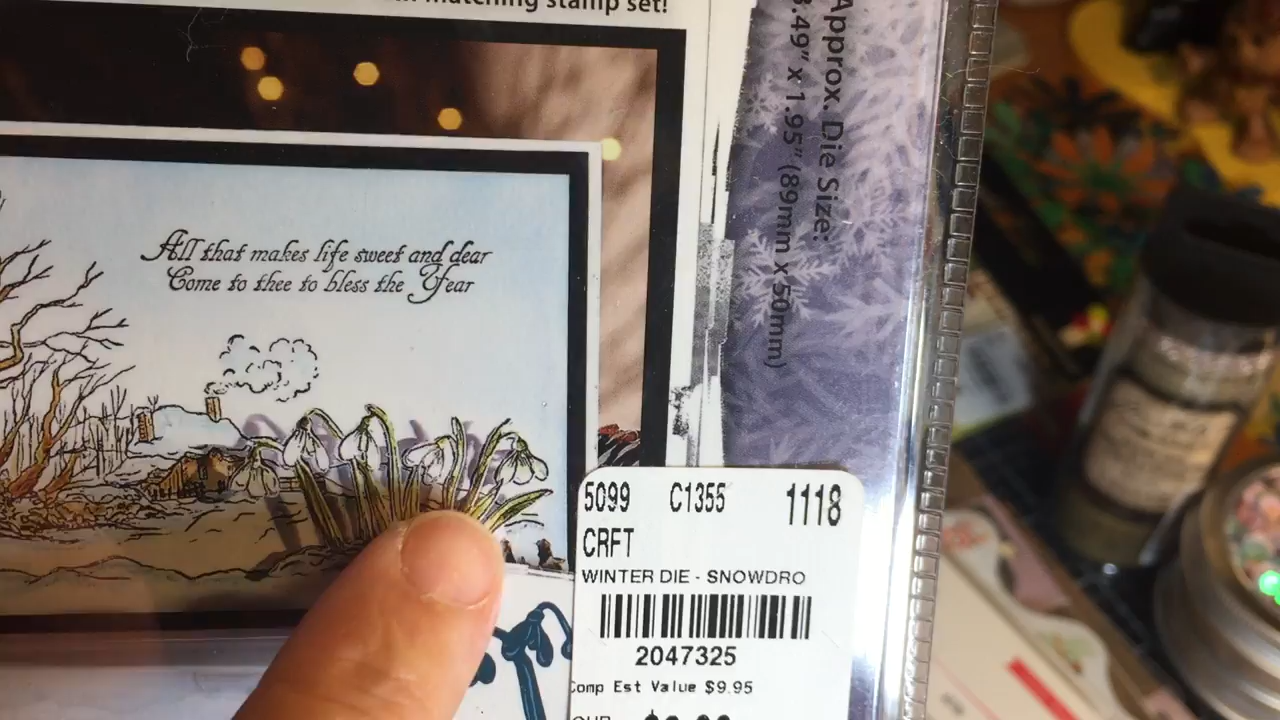 matching stamp set!
Approx. Die Size:
3.49" x 1.95" (89mm x 50mm)
All that makes life sweet and dear
Come to thee to bless the Year
5099 C1355 1118
CRFT
WINTER DIE - SNOWDRO
2047325
Comp Est Value $9.95